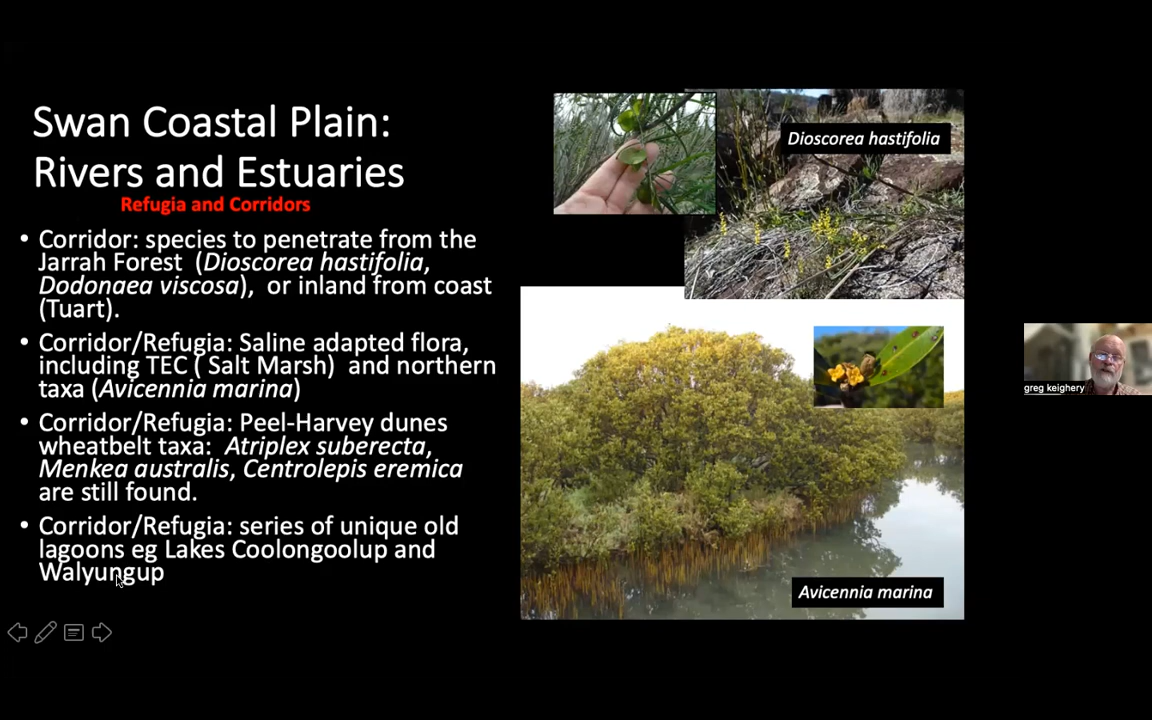 Swan Coastal Plain:
Rivers and Estuaries
Refugia and Corridors
• Corridor: species to penetrate from the
Jarrah Forest (Dioscorea hastifolia,
Dodonaea viscosa), or inland from coast
(Tuart).
• Corridor/Refugia: Saline adapted flora,
including TEC ( Salt Marsh) and northern
taxa (Avicennia marina)
• Corridor/Refugia: Peel-Harvey dunes
wheatbelt taxa: Atriplex suberecta,
Menkea australis, Centrolepis eremica
are still found.
• Corridor/Refugia: series of unique old
lagoons eg Lakes Coolongoolup and
Walyungup
Dioscorea hastifolia
Avicennia marina
greg keighery